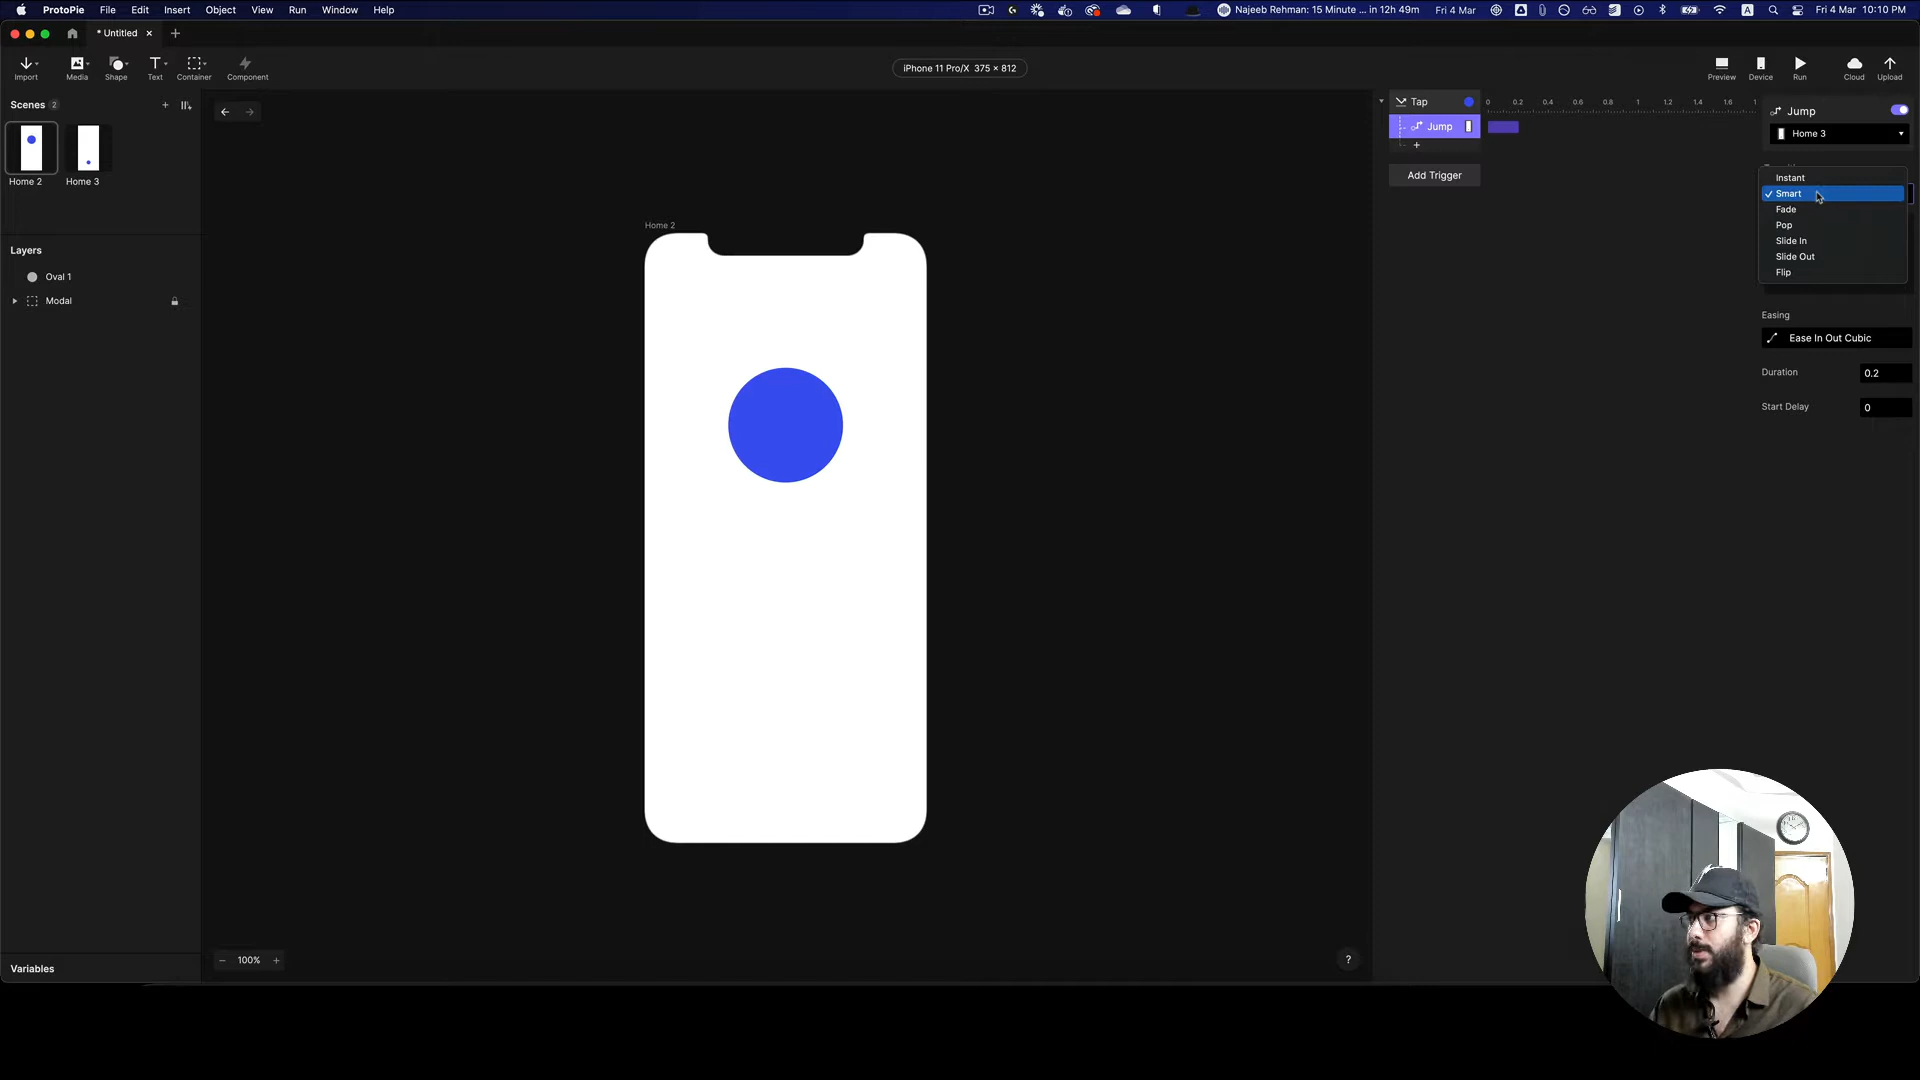 ProtoPie File Edit Insert Object View Run Window Help
Najeeb Rehman: 15 Minute ... in 12h 49m Fri 4 Mar A Fri 4 Mar 10:10 PM
* Untitled
Import Media Shape Text Container Component
iPhone 11 Pro/X 375 × 812
Preview Device Run Cloud Upload
Scenes 2
Home 2 Home 3
Layers
Oval 1
Modal
Variables
Home 2
100%
?
Tap
0 0.2 0.4 0.6 0.8 1 1.2 1.4 1.6
Jump
Add Trigger
Jump
Home 3
Instant
Smart
Fade
Pop
Slide In
Slide Out
Flip
Easing
Ease In Out Cubic
Duration 0.2
Start Delay 0